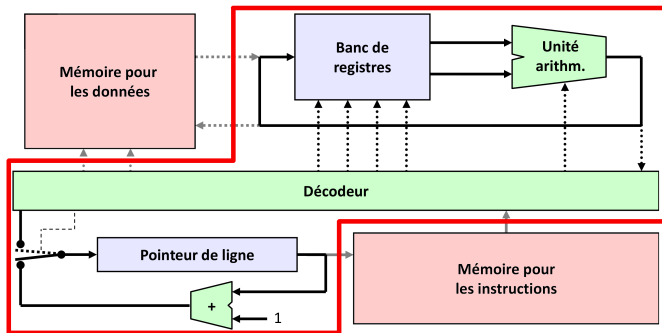 Mémoire pour
les données
Banc de
registres
Unité
arithm.
Décodeur
Pointeur de ligne
+
1
Mémoire pour
les instructions